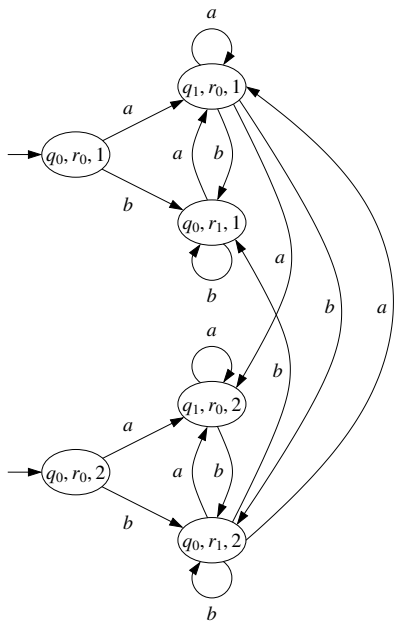 a
q₁, r₀, 1
a
q₀, r₀, 1
a
b
b
q₀, r₁, 1
b
a
b
a
a
b
q₁, r₀, 2
a
q₀, r₀, 2
a
b
b
q₀, r₁, 2
b